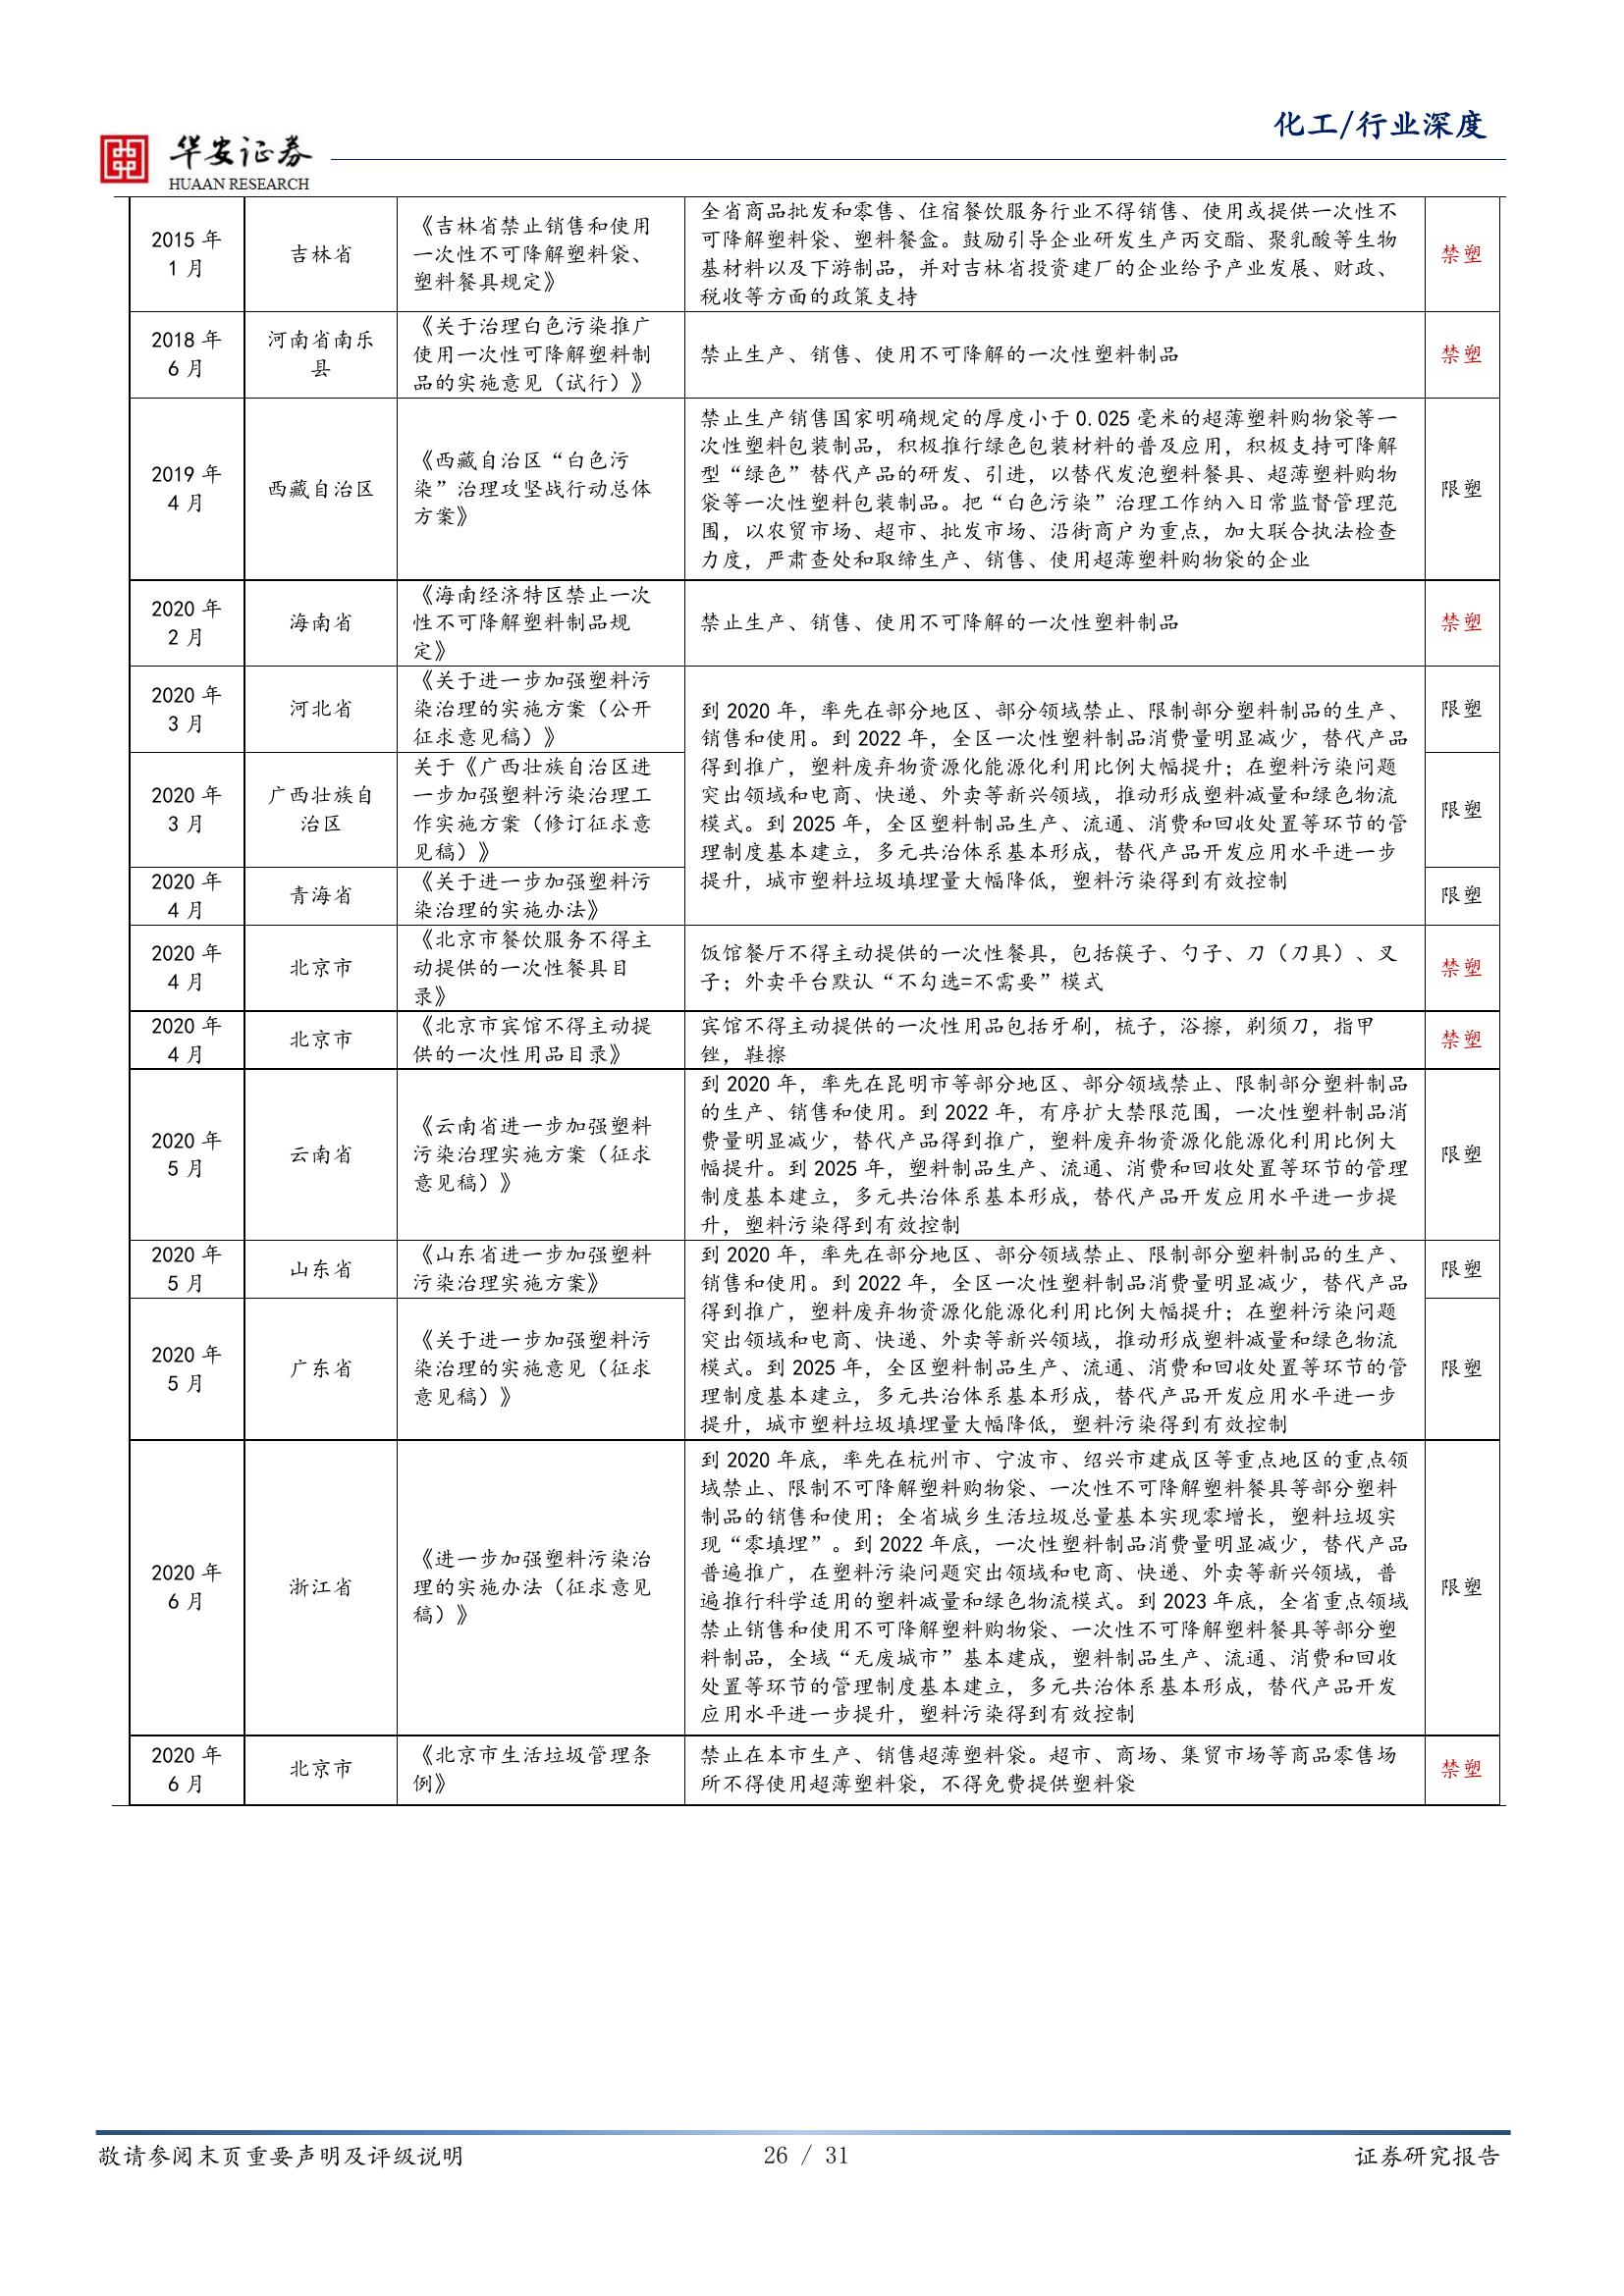 化工/行业深度
华安证券
HUAAN RESEARCH
2015 年
1 月
吉林省
《吉林省禁止销售和使用
一次性不可降解塑料袋、
塑料餐具规定》
全省商品批发和零售、住宿餐饮服务行业不得销售、使用或提供一次性不
可降解塑料袋、塑料餐盒。鼓励引导企业研发生产丙交酯、聚乳酸等生物
基材料以及下游制品，并对吉林省投资建厂的企业给予产业发展、财政、
税收等方面的政策支持
禁塑
2018 年
6 月
河南省南乐
县
《关于治理白色污染推广
使用一次性可降解塑料制
品的实施意见（试行）》
禁止生产、销售、使用不可降解的一次性塑料制品
禁塑
2019 年
4 月
西藏自治区
《西藏自治区“白色污
染”治理攻坚战行动总体
方案》
禁止生产销售国家明确规定的厚度小于 0.025 毫米的超薄塑料购物袋等一
次性塑料包装制品，积极推行绿色包装材料的普及应用，积极支持可降解
型“绿色”替代产品的研发、引进，以替代发泡塑料餐具、超薄塑料购物
袋等一次性塑料包装制品。把“白色污染”治理工作纳入日常监督管理范
围，以农贸市场、超市、批发市场、沿街商户为重点，加大联合执法检查
力度，严肃查处和取缔生产、销售、使用超薄塑料购物袋的企业
限塑
2020 年
2 月
海南省
《海南经济特区禁止一次
性不可降解塑料制品规
定》
禁止生产、销售、使用不可降解的一次性塑料制品
禁塑
2020 年
3 月
河北省
《关于进一步加强塑料污
染治理的实施方案（公开
征求意见稿）》
到 2020 年，率先在部分地区、部分领域禁止、限制部分塑料制品的生产、
销售和使用。到 2022 年，全区一次性塑料制品消费量明显减少，替代产品
得到推广，塑料废弃物资源化能源化利用比例大幅提升；在塑料污染问题
突出领域和电商、快递、外卖等新兴领域，推动形成塑料减量和绿色物流
模式。到 2025 年，全区塑料制品生产、流通、消费和回收处置等环节的管
理制度基本建立，多元共治体系基本形成，替代产品开发应用水平进一步
提升，城市塑料垃圾填埋量大幅降低，塑料污染得到有效控制
限塑
2020 年
3 月
广西壮族自
治区
关于《广西壮族自治区进
一步加强塑料污染治理工
作实施方案（修订征求意
见稿）》
限塑
2020 年
4 月
青海省
《关于进一步加强塑料污
染治理的实施办法》
限塑
2020 年
4 月
北京市
《北京市餐饮服务不得主
动提供的一次性餐具目
录》
饭馆餐厅不得主动提供的一次性餐具，包括筷子、勺子、刀（刀具）、叉
子；外卖平台默认“不勾选=不需要”模式
禁塑
2020 年
4 月
北京市
《北京市宾馆不得主动提
供的一次性用品目录》
宾馆不得主动提供的一次性用品包括牙刷，梳子，浴擦，剃须刀，指甲
锉，鞋擦
禁塑
2020 年
5 月
云南省
《云南省进一步加强塑料
污染治理实施方案（征求
意见稿）》
到 2020 年，率先在昆明市等部分地区、部分领域禁止、限制部分塑料制品
的生产、销售和使用。到 2022 年，有序扩大禁限范围，一次性塑料制品消
费量明显减少，替代产品得到推广，塑料废弃物资源化能源化利用比例大
幅提升。到 2025 年，塑料制品生产、流通、消费和回收处置等环节的管理
制度基本建立，多元共治体系基本形成，替代产品开发应用水平进一步提
升，塑料污染得到有效控制
限塑
2020 年
5 月
山东省
《山东省进一步加强塑料
污染治理实施方案》
到 2020 年，率先在部分地区、部分领域禁止、限制部分塑料制品的生产、
销售和使用。到 2022 年，全区一次性塑料制品消费量明显减少，替代产品
得到推广，塑料废弃物资源化能源化利用比例大幅提升；在塑料污染问题
突出领域和电商、快递、外卖等新兴领域，推动形成塑料减量和绿色物流
模式。到 2025 年，全区塑料制品生产、流通、消费和回收处置等环节的管
理制度基本建立，多元共治体系基本形成，替代产品开发应用水平进一步
提升，城市塑料垃圾填埋量大幅降低，塑料污染得到有效控制
限塑
2020 年
5 月
广东省
《关于进一步加强塑料污
染治理的实施意见（征求
意见稿）》
限塑
2020 年
6 月
浙江省
《进一步加强塑料污染治
理的实施办法（征求意见
稿）》
到 2020 年底，率先在杭州市、宁波市、绍兴市建成区等重点地区的重点领
域禁止、限制不可降解塑料购物袋、一次性不可降解塑料餐具等部分塑料
制品的销售和使用；全省城乡生活垃圾总量基本实现零增长，塑料垃圾实
现“零填埋”。到 2022 年底，一次性塑料制品消费量明显减少，替代产品
普遍推广，在塑料污染问题突出领域和电商、快递、外卖等新兴领域，普
遍推行科学适用的塑料减量和绿色物流模式。到 2023 年底，全省重点领域
禁止销售和使用不可降解塑料购物袋、一次性不可降解塑料餐具等部分塑
料制品，全域“无废城市”基本建成，塑料制品生产、流通、消费和回收
处置等环节的管理制度基本建立，多元共治体系基本形成，替代产品开发
应用水平进一步提升，塑料污染得到有效控制
限塑
2020 年
6 月
北京市
《北京市生活垃圾管理条
例》
禁止在本市生产、销售超薄塑料袋。超市、商场、集贸市场等商品零售场
所不得使用超薄塑料袋，不得免费提供塑料袋
禁塑
敬请参阅末页重要声明及评级说明
26 / 31
证券研究报告